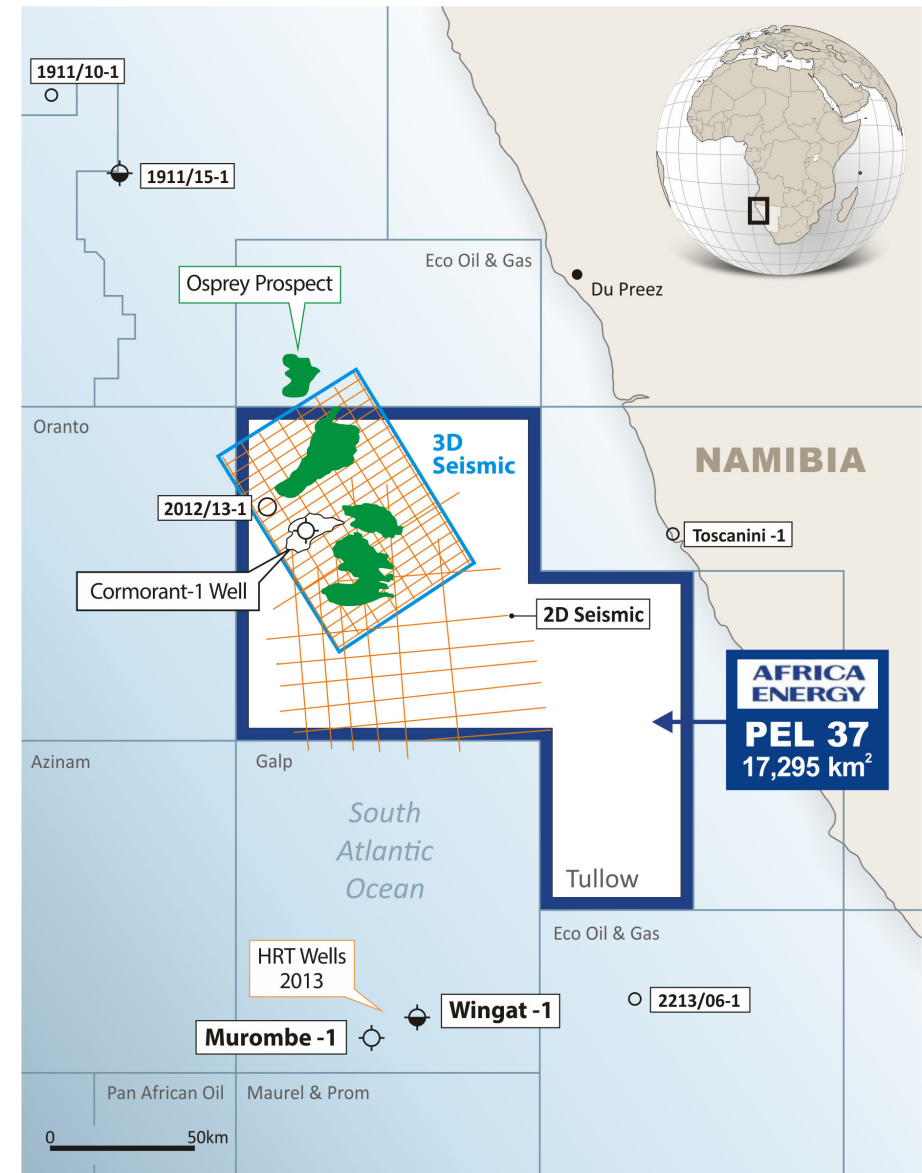 1911/10-1
1911/15-1
Eco Oil & Gas
Osprey Prospect
Du Preez
Oranto
3D
Seismic
NAMIBIA
2012/13-1
Toscanini -1
Cormorant-1 Well
2D Seismic
AFRICA
ENERGY
PEL 37
17,295 km²
Azinam
Galp
South
Atlantic
Ocean
Tullow
Eco Oil & Gas
HRT Wells
2013
2213/06-1
Wingat -1
Murombe -1
Pan African Oil
Maurel & Prom
0 50km